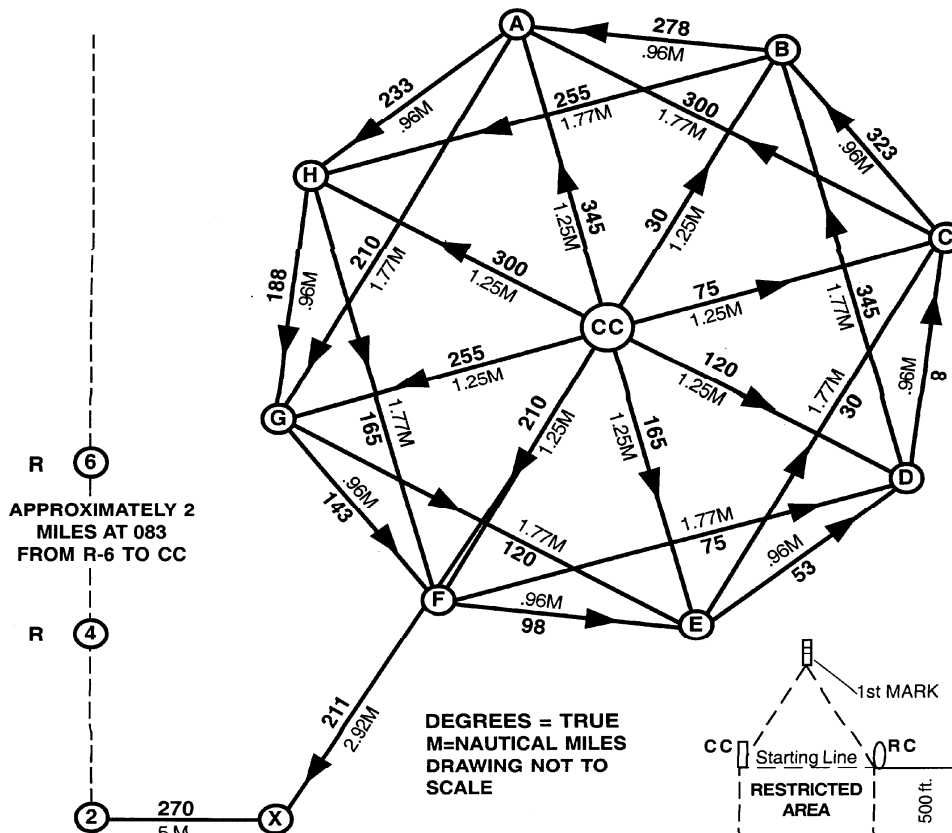 A
278
.96M
B
233
.96M
255
1.77M
300
1.77M
323
.96M
H
C
188
.96M
210
1.77M
300
1.25M
345
1.25M
30
1.25M
75
1.25M
345
1.77M
8
.96M
CC
255
1.25M
120
1.25M
G
165
1.77M
210
1.25M
165
1.25M
1.77M
30
D
R 6
APPROXIMATELY 2
MILES AT 083
FROM R-6 TO CC
.96M
143
1.77M
120
1.77M
75
.96M
53
F
.96M
98
E
R 4
211
2.92M
DEGREES = TRUE
M=NAUTICAL MILES
DRAWING NOT TO
SCALE
1st MARK
CC
Starting Line
RC
RESTRICTED
AREA
500 ft.
2
270
.5 M
X